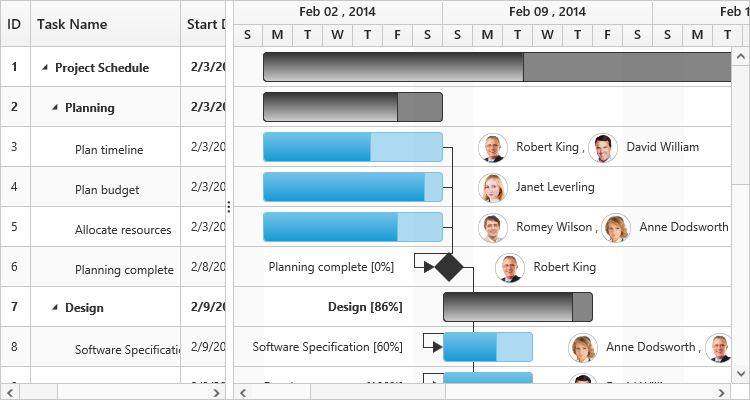 ID Task Name Start D
Feb 02 , 2014 Feb 09 , 2014 Feb 1
S M T W T F S S M T W T F S S M T
1 Project Schedule 2/3/20
2 Planning 2/3/20
3 Plan timeline 2/3/20 Robert King , David William
4 Plan budget 2/3/20 Janet Leverling
5 Allocate resources 2/3/20 Romey Wilson , Anne Dodsworth
6 Planning complete 2/8/20 Planning complete [0%] Robert King
7 Design 2/9/20 Design [86%]
8 Software Specificatio 2/9/20 Software Specification [60%] Anne Dodsworth ,